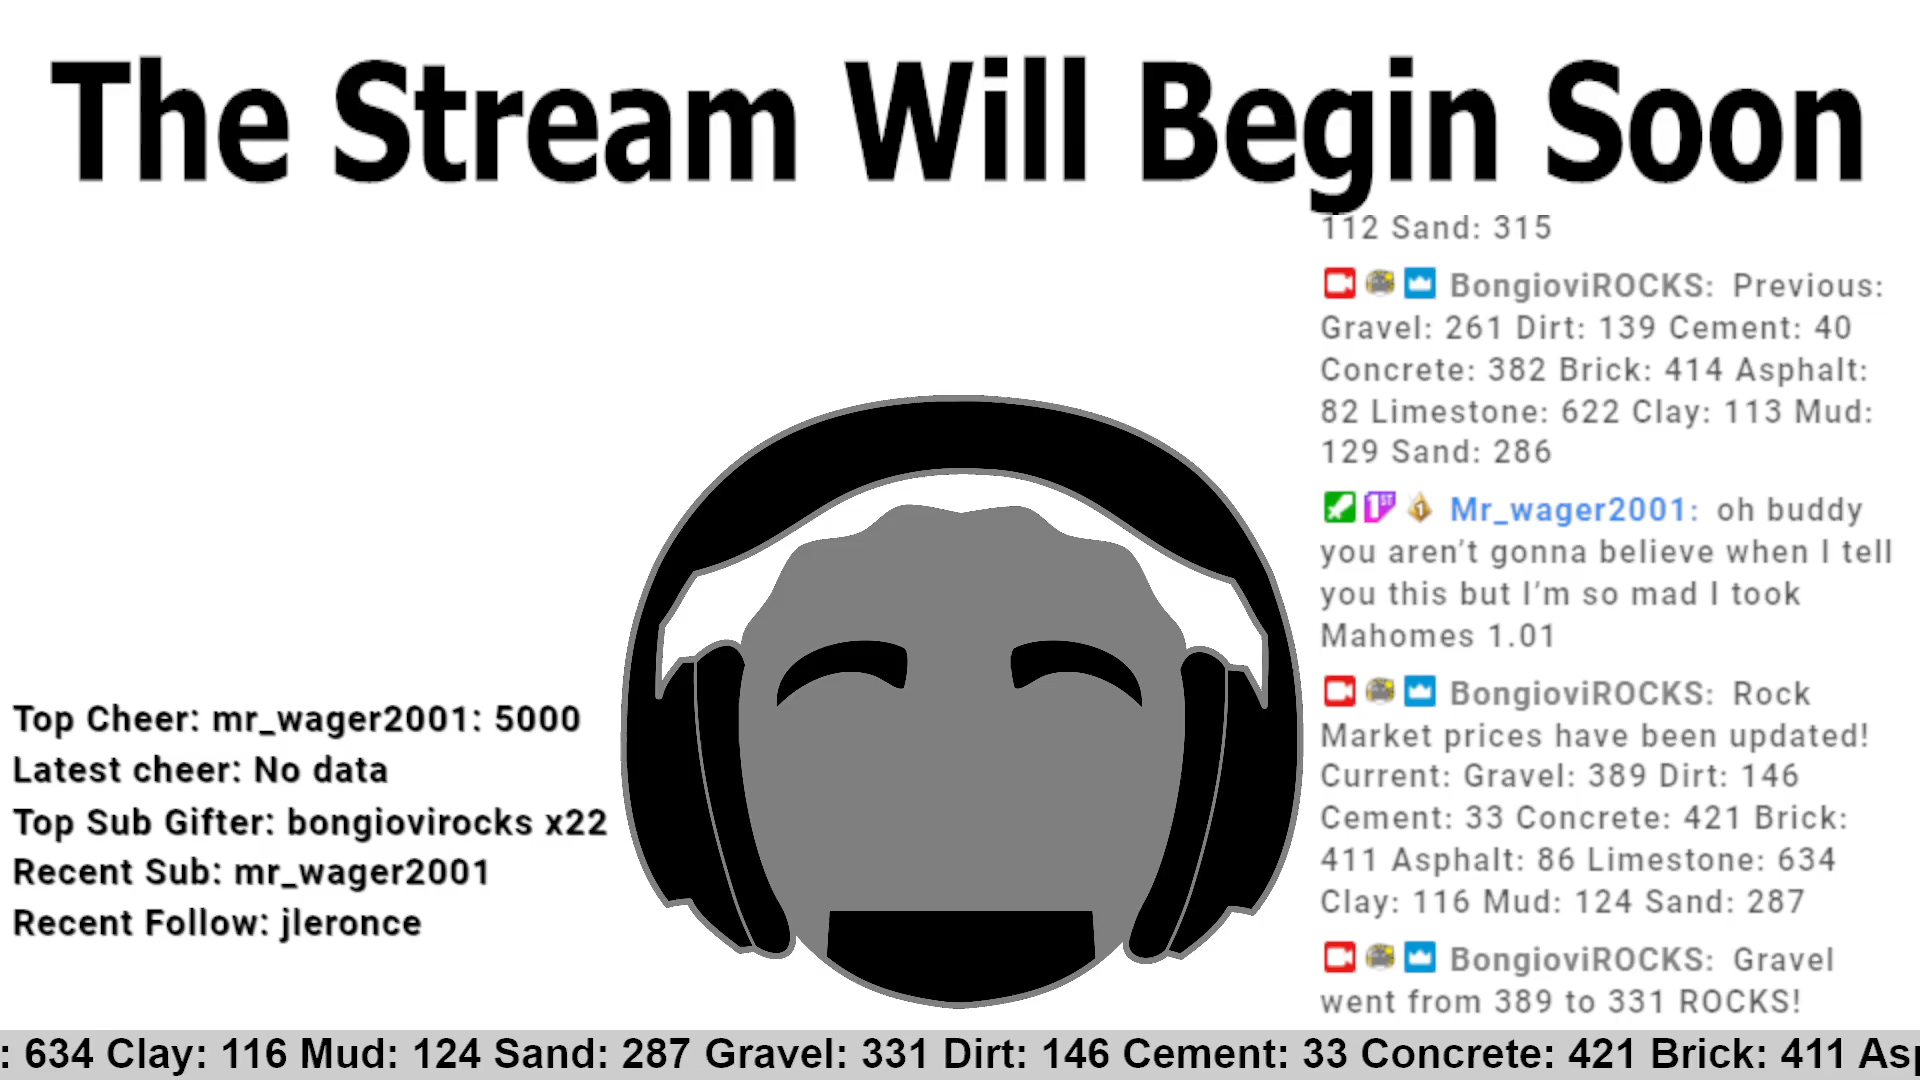 The Stream Will Begin Soon
112 Sand: 315
BongioviROCKS: Previous:
Gravel: 261 Dirt: 139 Cement: 40
Concrete: 382 Brick: 414 Asphalt:
82 Limestone: 622 Clay: 113 Mud:
129 Sand: 286
1ST 1 Mr_wager2001: oh buddy
you aren't gonna believe when I tell
you this but I'm so mad I took
Mahomes 1.01
BongioviROCKS: Rock
Market prices have been updated!
Current: Gravel: 389 Dirt: 146
Cement: 33 Concrete: 421 Brick:
411 Asphalt: 86 Limestone: 634
Clay: 116 Mud: 124 Sand: 287
BongioviROCKS: Gravel
went from 389 to 331 ROCKS!
Top Cheer: mr_wager2001: 5000
Latest cheer: No data
Top Sub Gifter: bongiovirocks x22
Recent Sub: mr_wager2001
Recent Follow: jleronce
: 634 Clay: 116 Mud: 124 Sand: 287 Gravel: 331 Dirt: 146 Cement: 33 Concrete: 421 Brick: 411 Asp